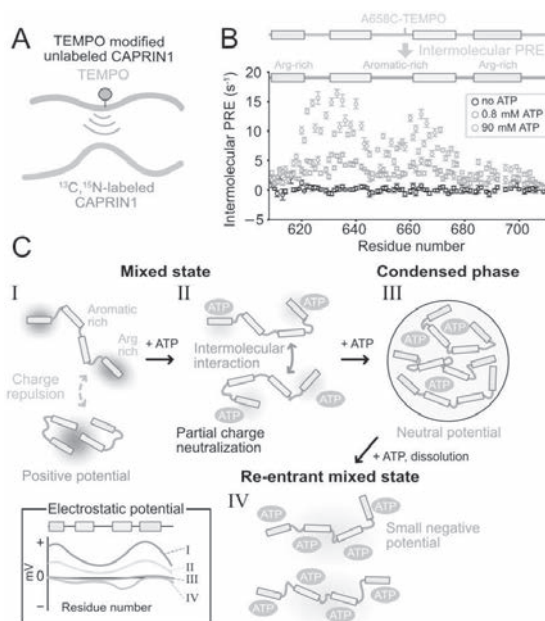 A
TEMPO modified
unlabeled CAPRIN1
TEMPO
¹³C,¹⁵N-labeled
CAPRIN1
B
A658C-TEMPO
Intermolecular PRE
Arg-rich
Aromatic-rich
Arg-rich
Intermolecular PRE (s⁻¹)
20
15
10
5
0
−5
no ATP
0.8 mM ATP
90 mM ATP
620
640
660
680
700
Residue number
C
Mixed state
Condensed phase
I
Aromatic
rich
Arg
rich
Charge
repulsion
Positive potential
+ ATP
II
ATP
ATP
Intermolecular
interaction
ATP
ATP
Partial charge
neutralization
+ ATP
III
ATP
ATP
ATP
Neutral potential
+ ATP, dissolution
Re-entrant mixed state
IV
ATP
ATP
ATP
Small negative
potential
ATP
ATP
ATP
Electrostatic potential
+
mV
0
−
I
II
III
IV
Residue number